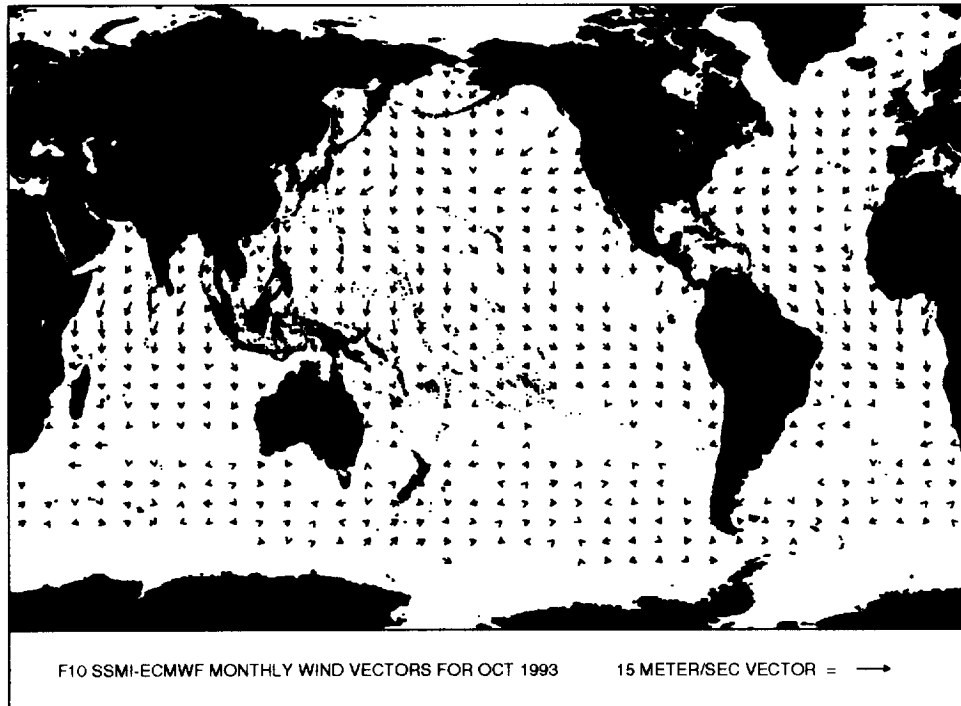 F10 SSMI-ECMWF MONTHLY WIND VECTORS FOR OCT 1993 15 METER/SEC VECTOR =